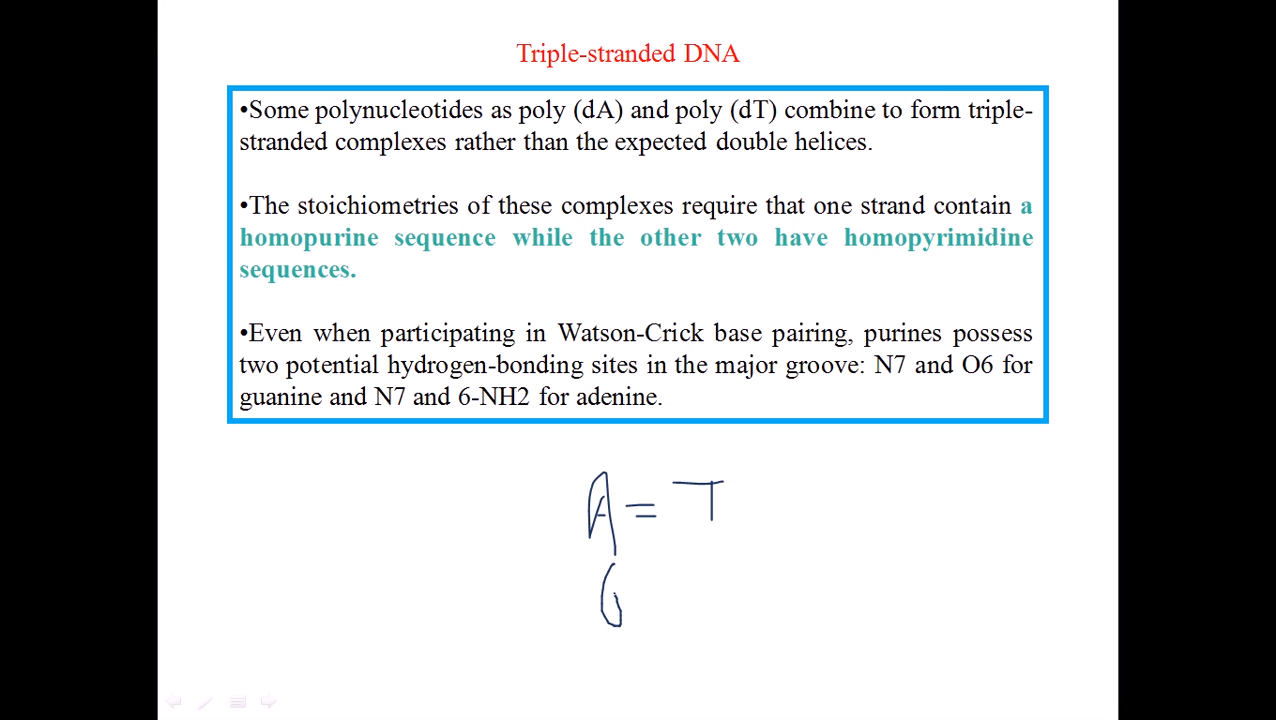 Triple-stranded DNA
•Some polynucleotides as poly (dA) and poly (dT) combine to form triple-
stranded complexes rather than the expected double helices.
•The stoichiometries of these complexes require that one strand contain a
homopurine sequence while the other two have homopyrimidine
sequences.
•Even when participating in Watson-Crick base pairing, purines possess
two potential hydrogen-bonding sites in the major groove: N7 and O6 for
guanine and N7 and 6-NH2 for adenine.
A = T